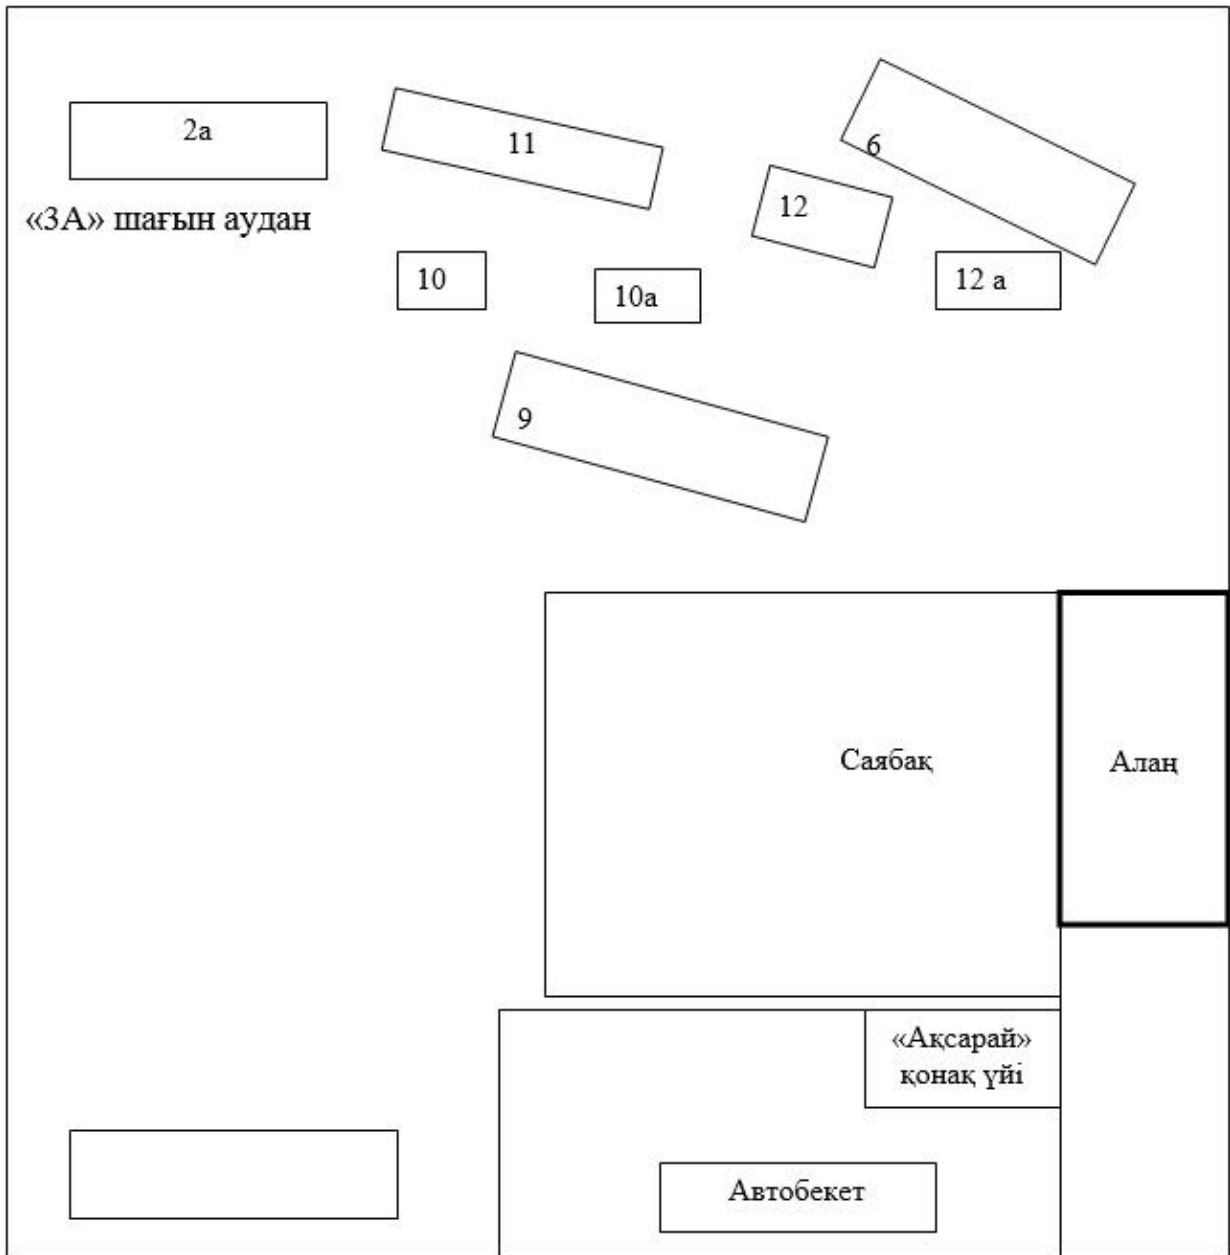 2а
11
6
12
«3А» шағын аудан
10
10а
12 а
9
Саябақ
Алаң
«Ақсарай»
қонақ үйі
Автобекет